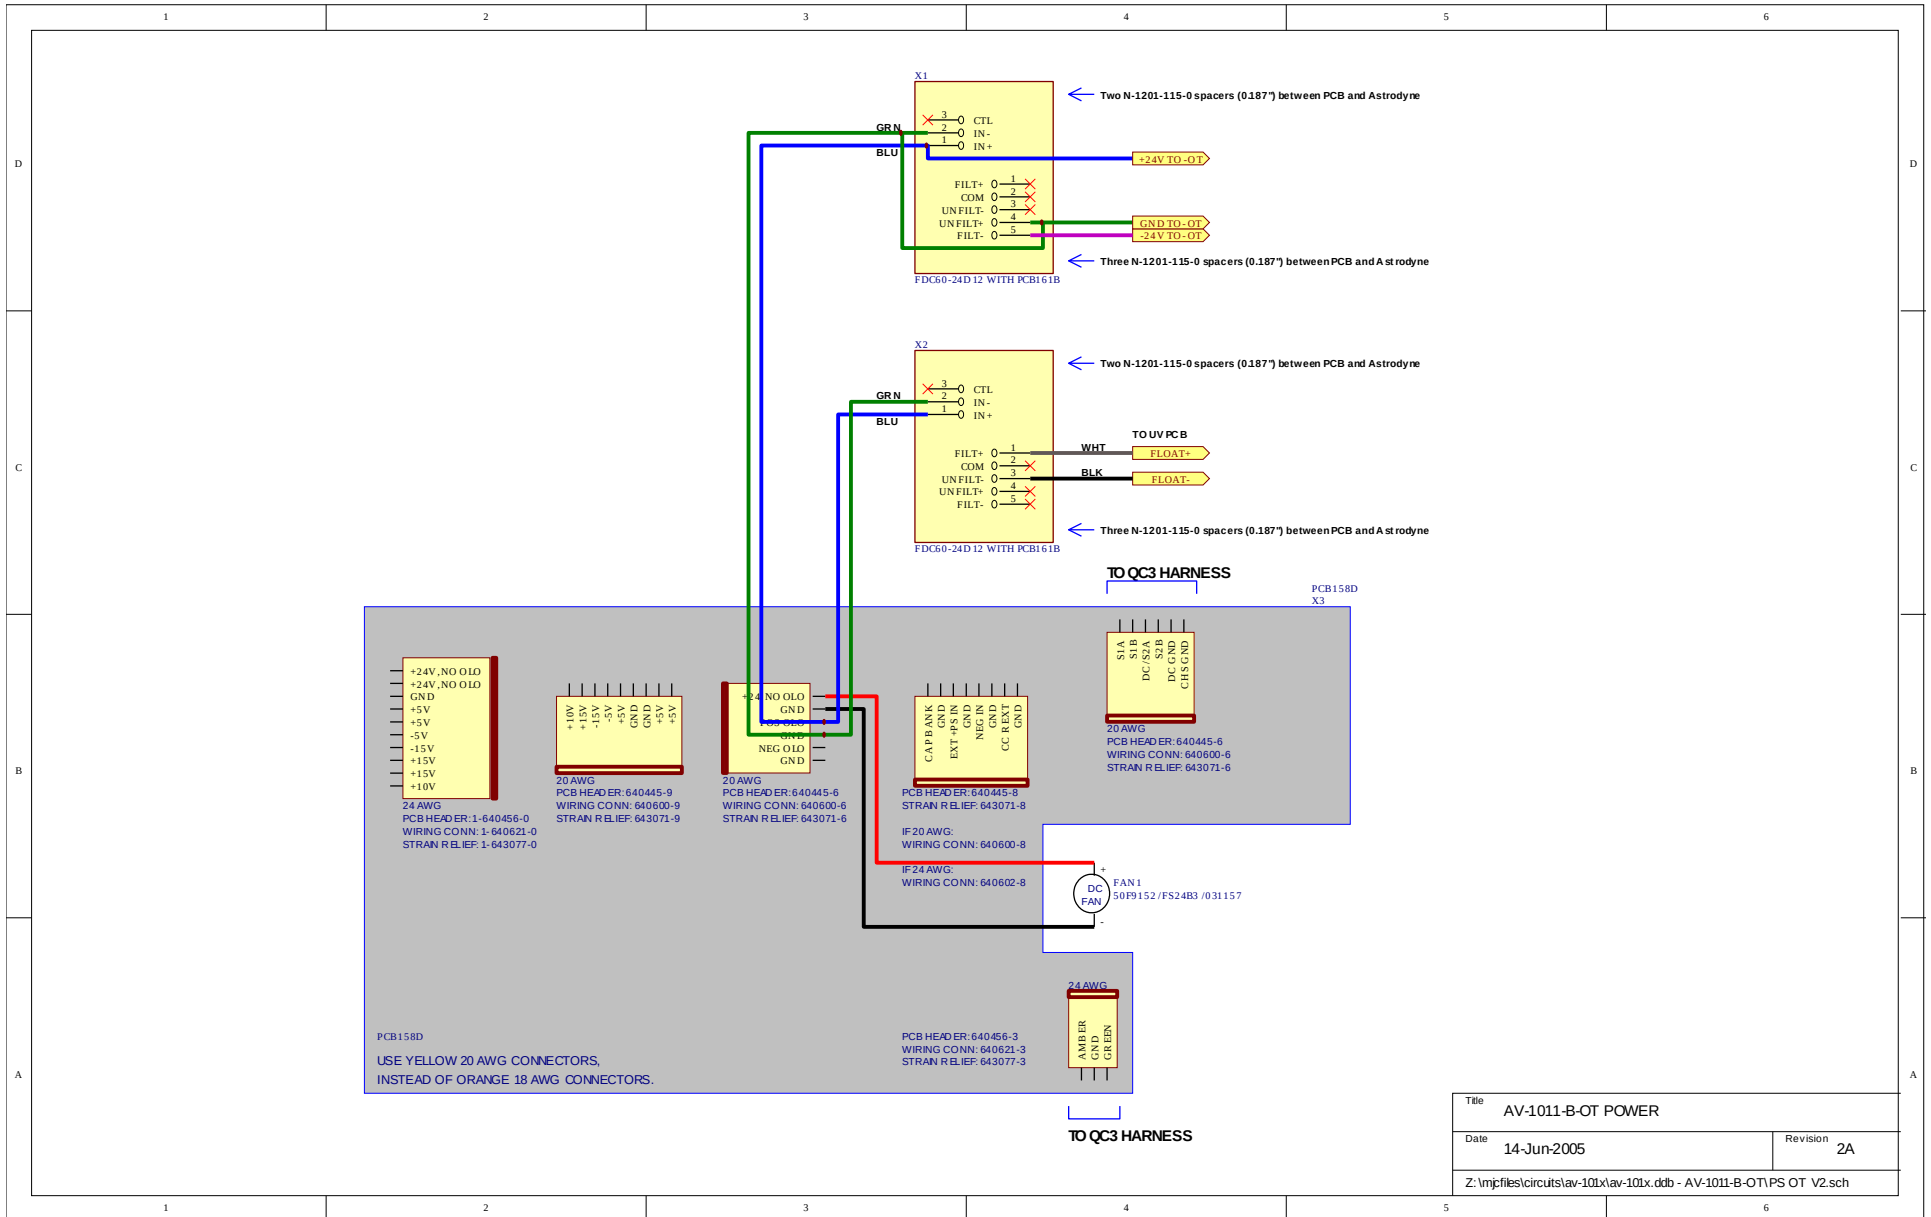 1 2 3 4 5 6
D
C
B
A
X1
3 CTL
2 IN-
1 IN+
GRN
BLU
FILT+ 1
COM 2
UNFILT- 3
UNFILT+ 4
FILT- 5
FDC60-24D12 WITH PCB161B
Two N-1201-115-0 spacers (0.187") between PCB and Astrodyne
+24V TO -OT
GND TO -OT
-24V TO -OT
Three N-1201-115-0 spacers (0.187") between PCB and Astrodyne
X2
3 CTL
2 IN-
1 IN+
GRN
BLU
FILT+ 1
COM 2
UNFILT- 3
UNFILT+ 4
FILT- 5
FDC60-24D12 WITH PCB161B
Two N-1201-115-0 spacers (0.187") between PCB and Astrodyne
TO UV PCB
WHT
FLOAT+
BLK
FLOAT-
Three N-1201-115-0 spacers (0.187") between PCB and Astrodyne
TO QC3 HARNESS
PCB158D
X3
+24V, NO OLO
+24V, NO OLO
GND
+5V
+5V
-5V
-15V
+15V
+15V
+10V
24 AWG
PCB HEADER: 1-640456-0
WIRING CONN: 1-640621-0
STRAIN RELIEF: 1-643077-0
+10V
+15V
-15V
-5V
+5V
GND
GND
+5V
+5V
20 AWG
PCB HEADER: 640445-9
WIRING CONN: 640600-9
STRAIN RELIEF: 643071-9
+24 NO OLO
GND
POS OLO
GND
NEG OLO
GND
20 AWG
PCB HEADER: 640445-6
WIRING CONN: 640600-6
STRAIN RELIEF: 643071-6
CAP BANK
GND
EXT +PS IN
GND
NEG IN
GND
CC R EXT
GND
PCB HEADER: 640445-8
STRAIN RELIEF: 643071-8
IF 20 AWG:
WIRING CONN: 640600-8
IF 24 AWG:
WIRING CONN: 640602-8
S1A
S1B
DC/S2A
S2B
DC GND
CHS GND
20 AWG
PCB HEADER: 640445-6
WIRING CONN: 640600-6
STRAIN RELIEF: 643071-6
+
DC
FAN
-
FAN1
50F9152 /FS24B3 /031157
24 AWG
AMBER
GND
GREEN
PCB HEADER: 640456-3
WIRING CONN: 640621-3
STRAIN RELIEF: 643077-3
PCB158D
USE YELLOW 20 AWG CONNECTORS,
INSTEAD OF ORANGE 18 AWG CONNECTORS.
TO QC3 HARNESS
Title
AV-1011-B-OT POWER
Date
14-Jun-2005
Revision
2A
Z:\mjcfiles\circuits\av-101x\av-101x.ddb - AV-1011-B-OT\PS OT V2.sch
D
C
B
A
1 2 3 4 5 6